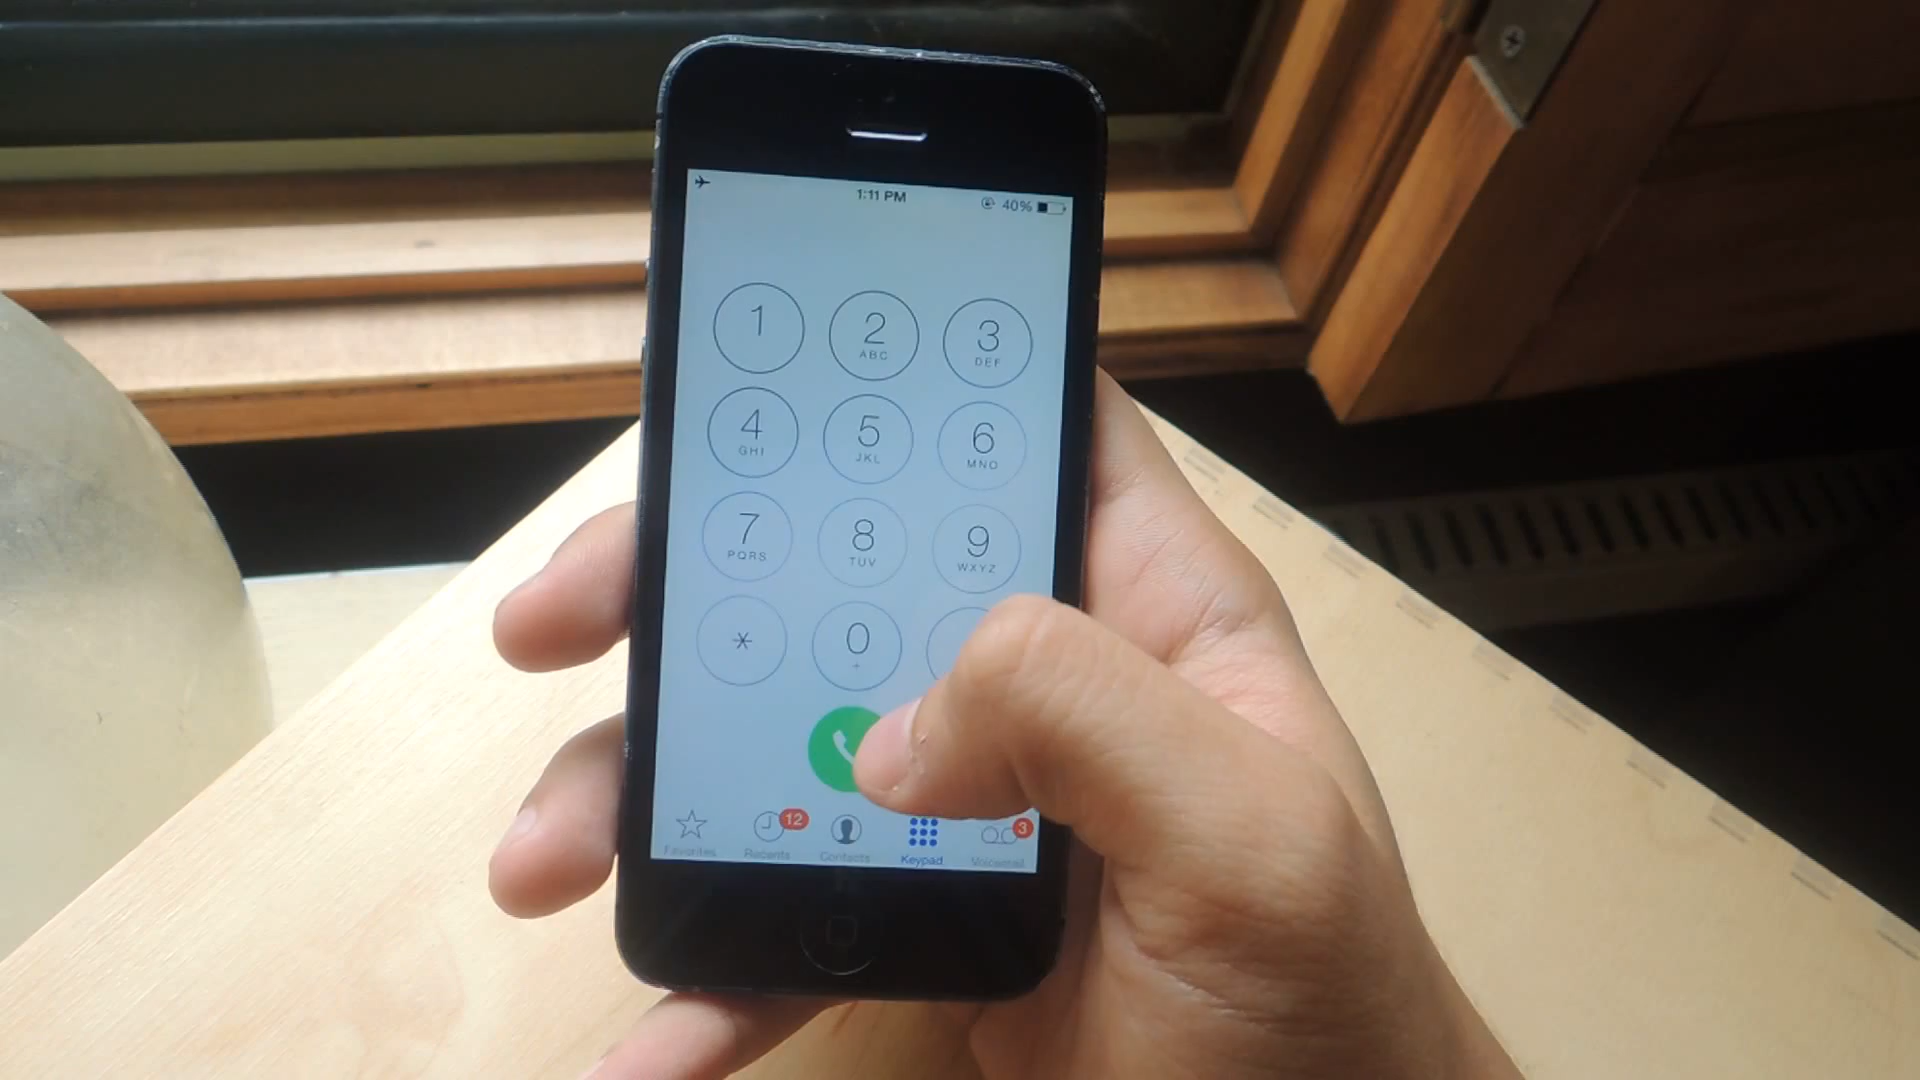 1:11 PM 40%
1 2 3
ABC DEF
4 5 6
GHI JKL MNO
7 8 9
PQRS TUV WXYZ
* 0
+
12 3
Favorites Recents Contacts Keypad Voicemail